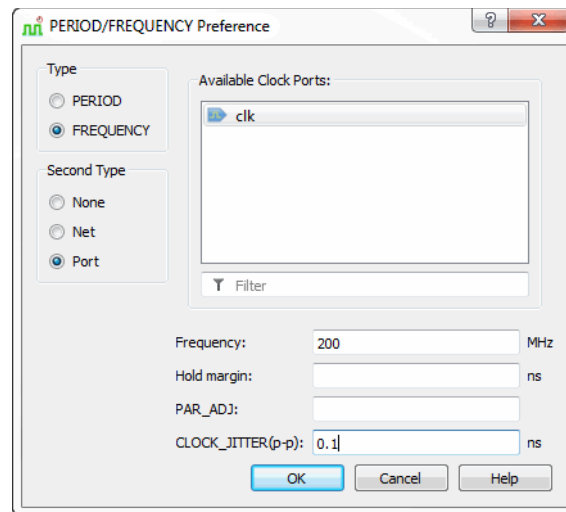 PERIOD/FREQUENCY Preference
Type
PERIOD
FREQUENCY
Second Type
None
Net
Port
Available Clock Ports:
clk
Filter
Frequency: 200 MHz
Hold margin: ns
PAR_ADJ:
CLOCK_JITTER(p-p): 0.1 ns
OK Cancel Help